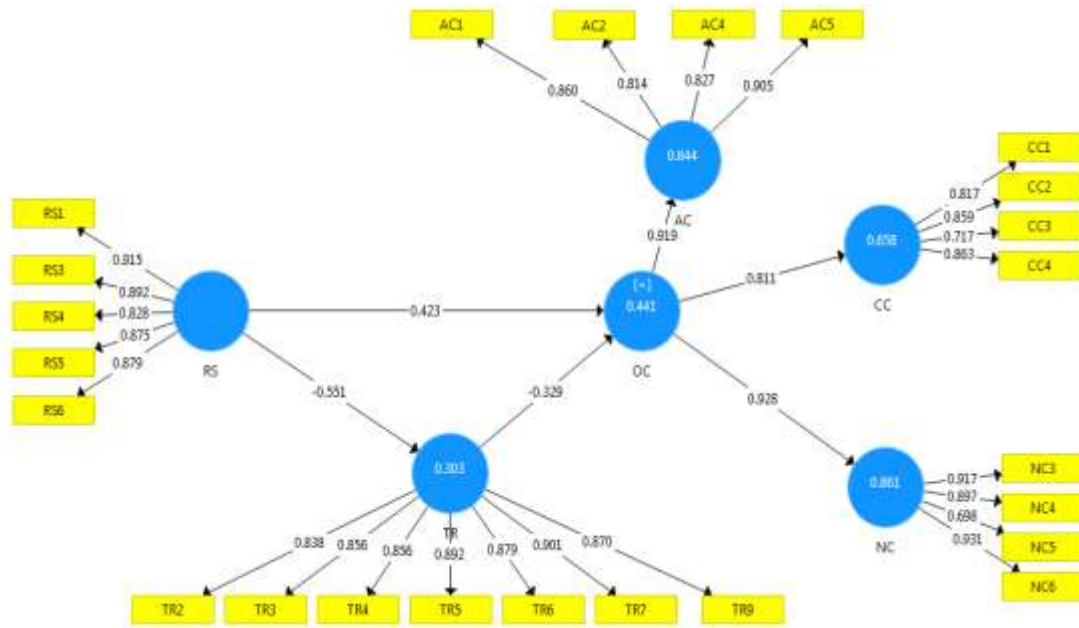 AC1 AC2 AC4 AC5
0.860 0.814 0.827 0.905
0.844
AC
0.919
CC1
CC2
CC3
CC4
0.817
0.859
0.717
0.863
0.658
CC
0.811
RS1
RS3
RS4
RS5
RS6
0.915
0.892
0.828
0.875
0.879
RS
0.423
[+]
0.441
OC
-0.551
-0.329
0.928
0.303
TR
0.861
NC
NC3
NC4
NC5
NC6
0.917
0.897
0.698
0.931
0.838 0.856 0.856 0.892 0.879 0.901 0.870
TR2 TR3 TR4 TR5 TR6 TR7 TR9